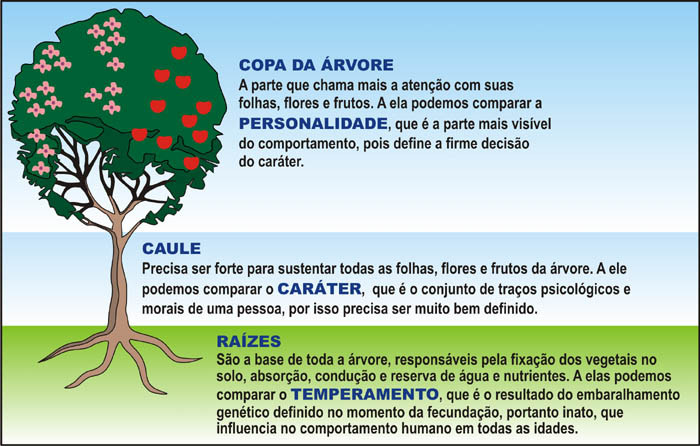 COPA DA ÁRVORE
A parte que chama mais a atenção com suas
folhas, flores e frutos. A ela podemos comparar a
PERSONALIDADE, que é a parte mais visível
do comportamento, pois define a firme decisão
do caráter.
CAULE
Precisa ser forte para sustentar todas as folhas, flores e frutos da árvore. A ele
podemos comparar o CARÁTER, que é o conjunto de traços psicológicos e
morais de uma pessoa, por isso precisa ser muito bem definido.
RAÍZES
São a base de toda a árvore, responsáveis pela fixação dos vegetais no
solo, absorção, condução e reserva de água e nutrientes. A elas podemos
comparar o TEMPERAMENTO, que é o resultado do embaralhamento
genético definido no momento da fecundação, portanto inato, que
influencia no comportamento humano em todas as idades.